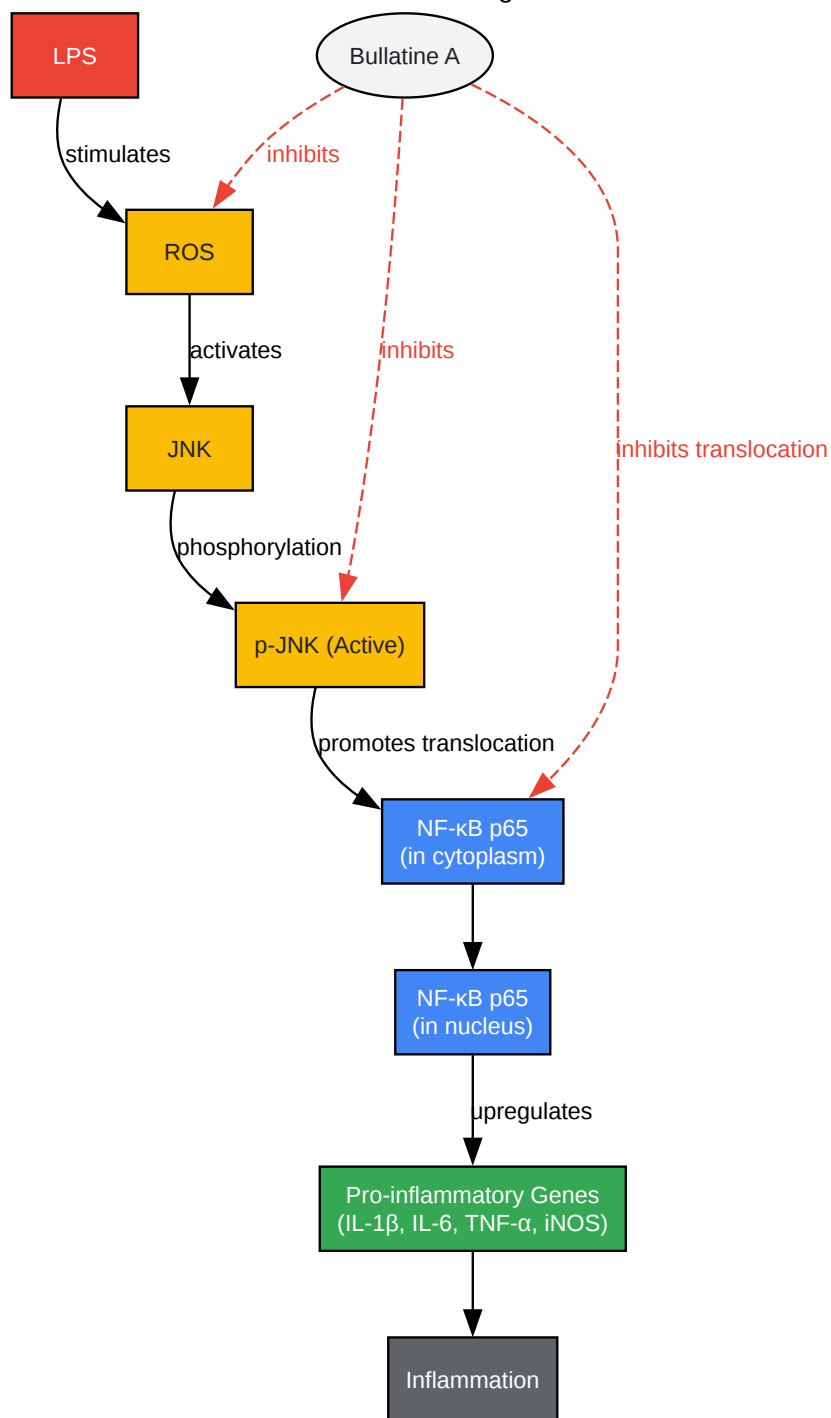 LPS
Bullatine A
stimulates
inhibits
ROS
activates
inhibits
JNK
inhibits translocation
phosphorylation
p-JNK (Active)
promotes translocation
NF-κB p65
(in cytoplasm)
NF-κB p65
(in nucleus)
upregulates
Pro-inflammatory Genes
(IL-1β, IL-6, TNF-α, iNOS)
Inflammation